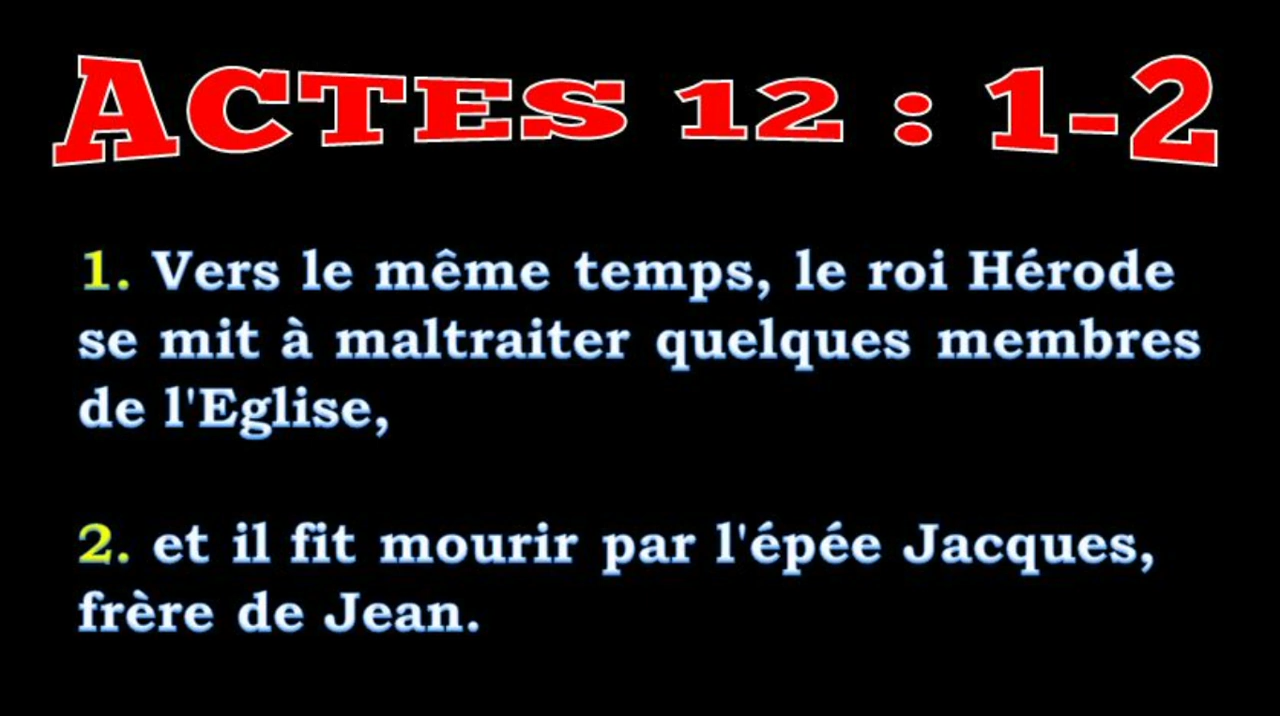 ACTES 12 : 1-2
1. Vers le même temps, le roi Hérode
se mit à maltraiter quelques membres
de l'Eglise,
2. et il fit mourir par l'épée Jacques,
frère de Jean.